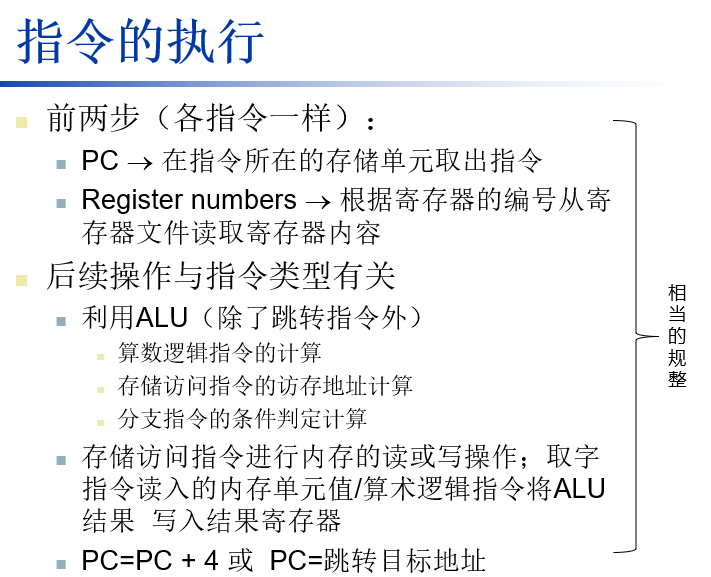 指令的执行
前两步（各指令一样）：
PC → 在指令所在的存储单元取出指令
Register numbers → 根据寄存器的编号从寄
存器文件读取寄存器内容
后续操作与指令类型有关
利用ALU（除了跳转指令外）
算数逻辑指令的计算
存储访问指令的访存地址计算
分支指令的条件判定计算
存储访问指令进行内存的读或写操作；取字
指令读入的内存单元值/算术逻辑指令将ALU
结果 写入结果寄存器
PC=PC + 4 或 PC=跳转目标地址
相当的规整